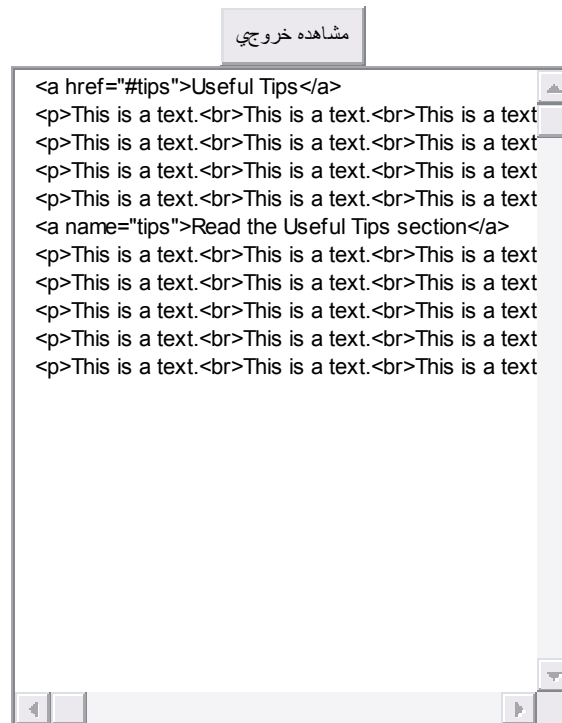 مشاهده خروجي
<a href="#tips">Useful Tips</a>
<p>This is a text.<br>This is a text.<br>This is a text
<p>This is a text.<br>This is a text.<br>This is a text
<p>This is a text.<br>This is a text.<br>This is a text
<p>This is a text.<br>This is a text.<br>This is a text
<a name="tips">Read the Useful Tips section</a>
<p>This is a text.<br>This is a text.<br>This is a text
<p>This is a text.<br>This is a text.<br>This is a text
<p>This is a text.<br>This is a text.<br>This is a text
<p>This is a text.<br>This is a text.<br>This is a text
<p>This is a text.<br>This is a text.<br>This is a text